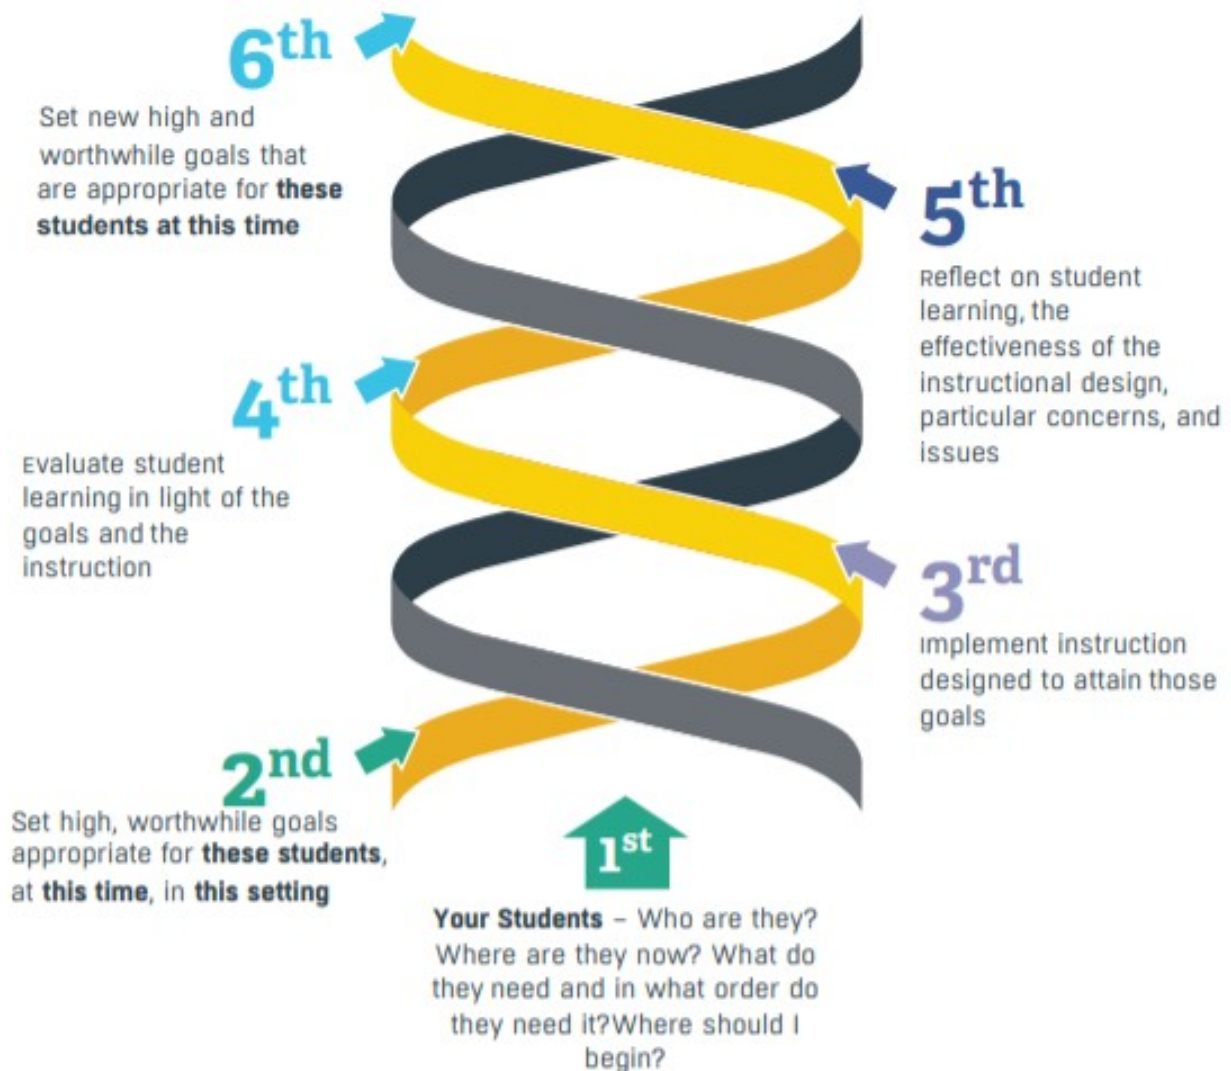 6th
Set new high and
worthwhile goals that
are appropriate for these
students at this time
5th
Reflect on student
learning, the
effectiveness of the
instructional design,
particular concerns, and
issues
4th
Evaluate student
learning in light of the
goals and the
instruction
3rd
Implement instruction
designed to attain those
goals
2nd
Set high, worthwhile goals
appropriate for these students,
at this time, in this setting
1st
Your Students – Who are they?
Where are they now? What do
they need and in what order do
they need it?Where should I
begin?